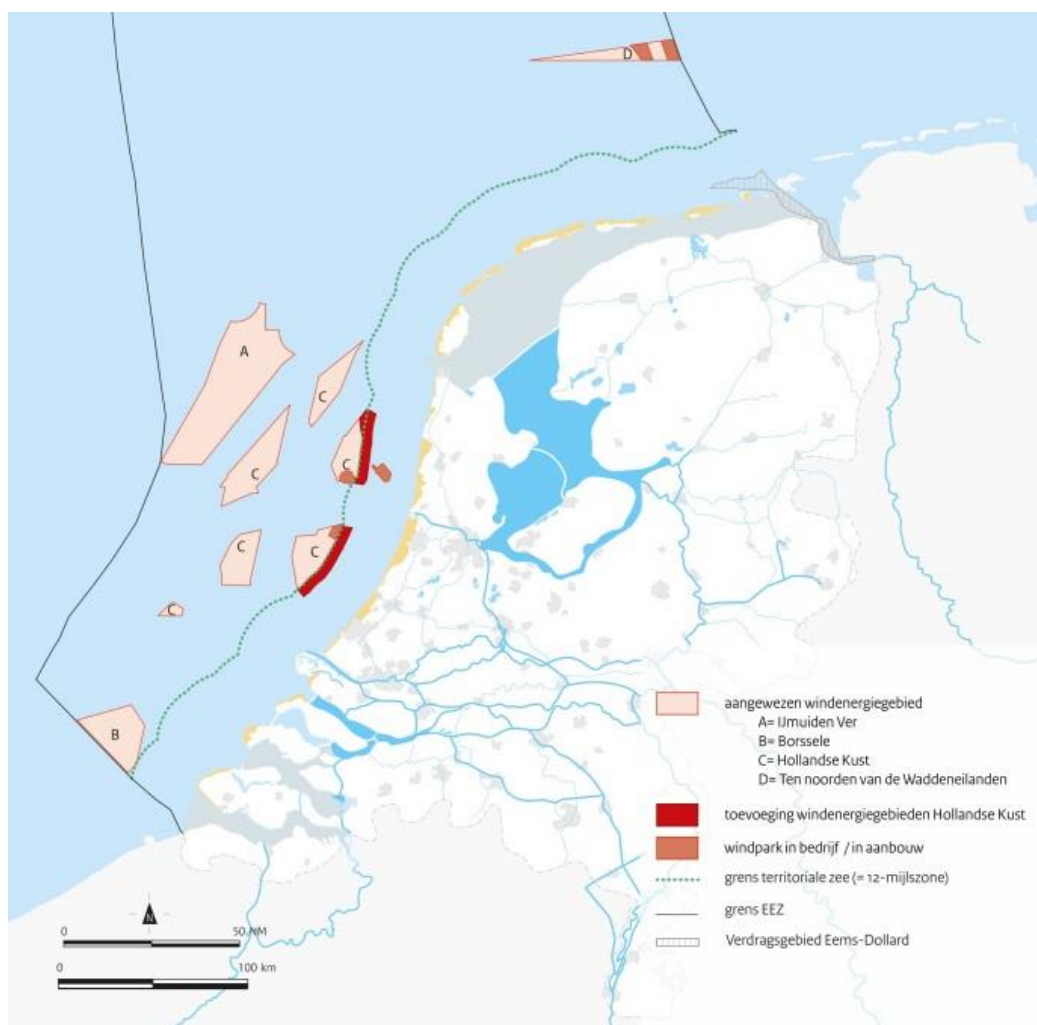 D
A
C
C
C
C
C
C
B
aangewezen windenergiegebied
A= IJmuiden Ver
B= Borssele
C= Hollandse Kust
D= Ten noorden van de Waddeneilanden
toevoeging windenergiegebieden Hollandse Kust
windpark in bedrijf / in aanbouw
grens territoriale zee (= 12-mijlszone)
grens EEZ
Verdragsgebied Eems-Dollard
N
0 50 NM
0 100 km